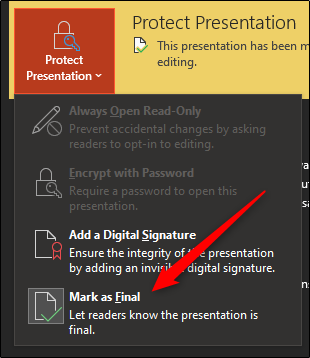 Protect Presentation
Protect
Presentation
This presentation has been
editing.
Always Open Read-Only
Prevent accidental changes by asking
readers to opt-in to editing.
Encrypt with Password
Require a password to open this
presentation.
Add a Digital Signature
Ensure the integrity of the presentation
by adding an invisible digital signature.
Mark as Final
Let readers know the presentation is
final.